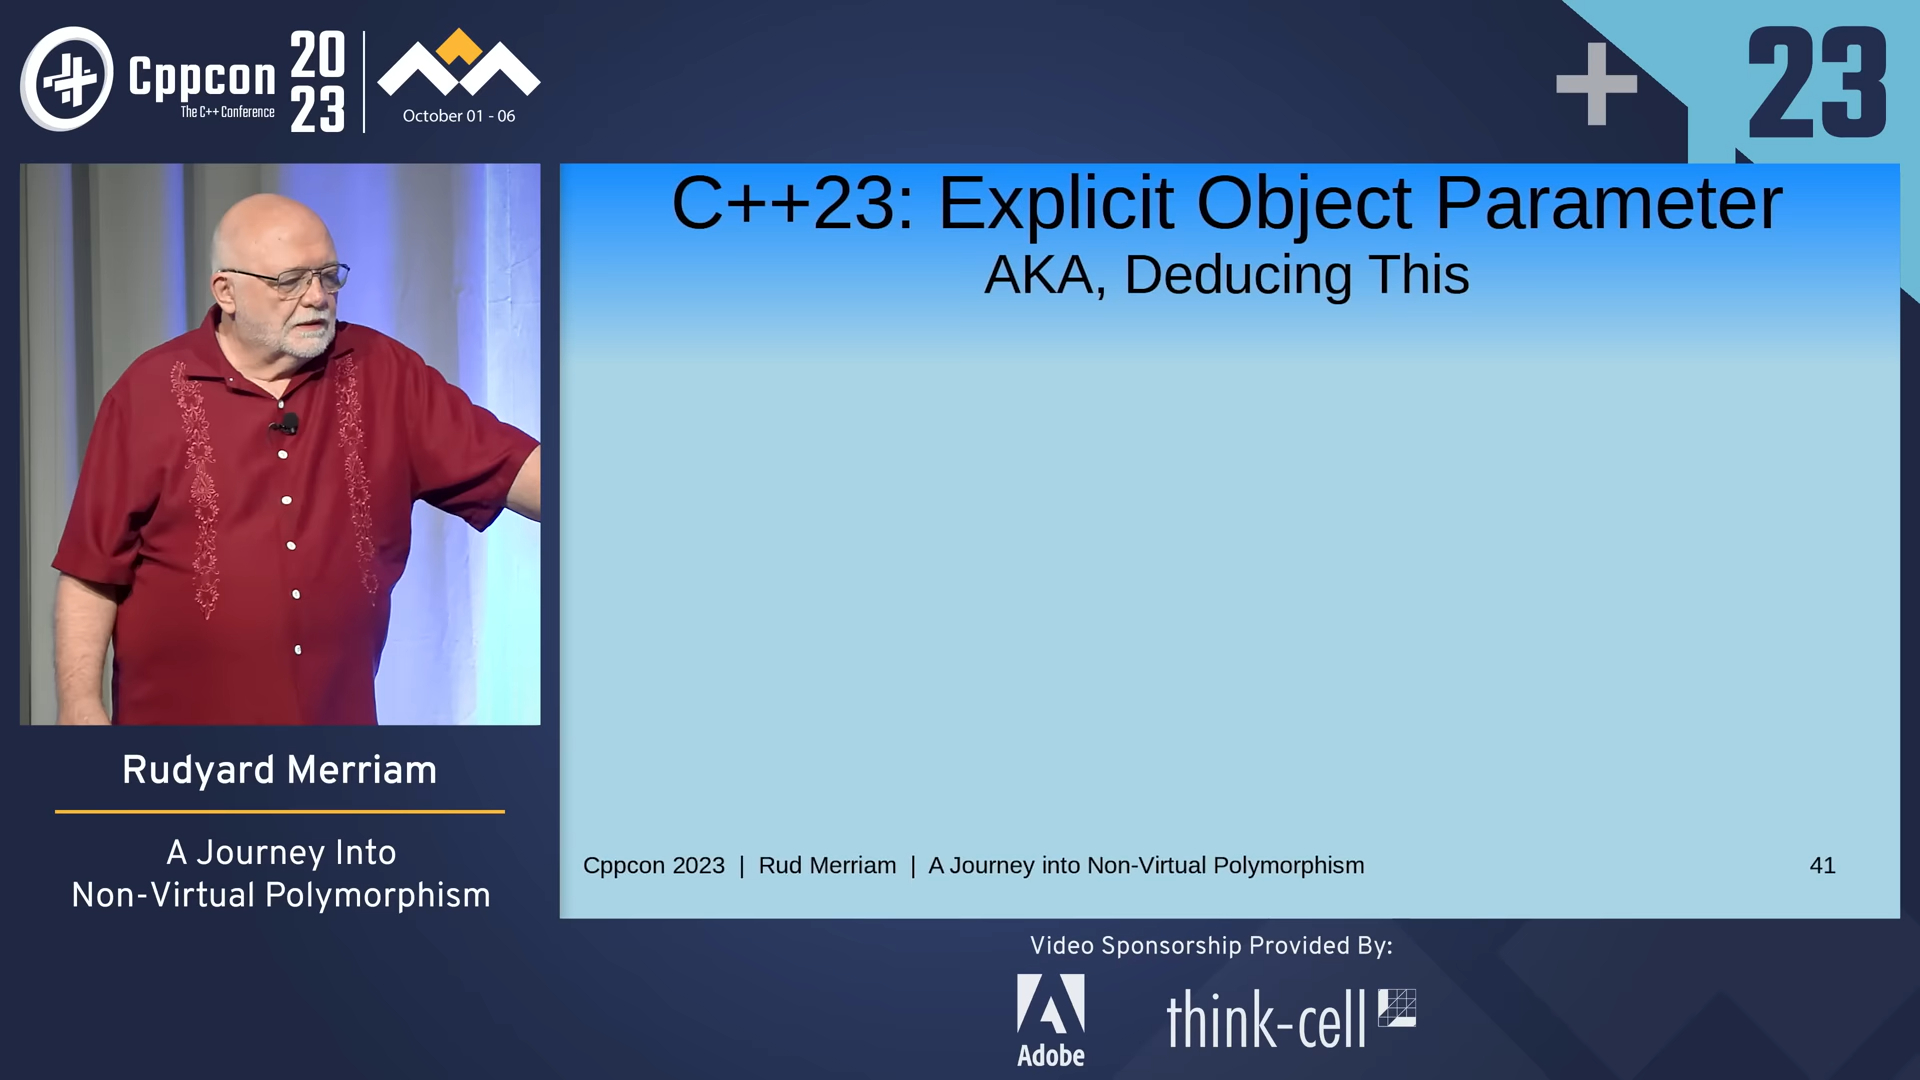 Cppcon
The C++ Conference
20
23
October 01 - 06
23
C++23: Explicit Object Parameter
AKA, Deducing This
Cppcon 2023 | Rud Merriam | A Journey into Non-Virtual Polymorphism
41
Rudyard Merriam
A Journey Into
Non-Virtual Polymorphism
Video Sponsorship Provided By:
Adobe
think-cell